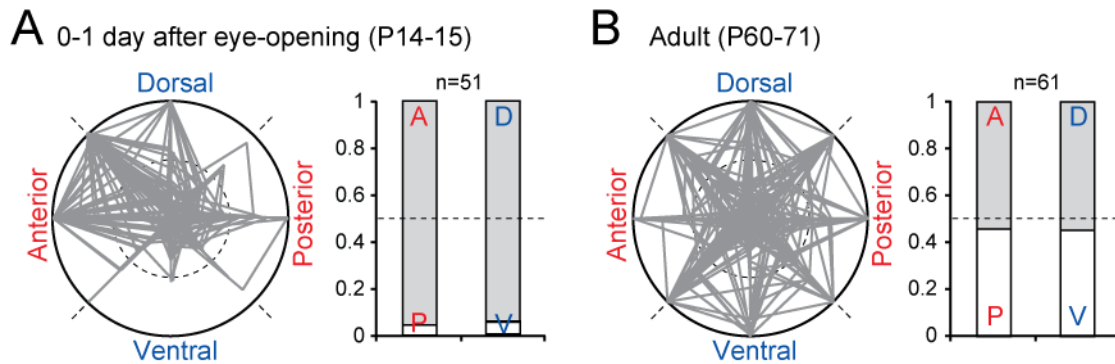 A 0-1 day after eye-opening (P14-15)
Dorsal
Anterior
Posterior
Ventral
n=51
1
0.8
0.6
0.4
0.2
0
A
D
P
V
B Adult (P60-71)
Dorsal
Anterior
Posterior
Ventral
n=61
1
0.8
0.6
0.4
0.2
0
A
D
P
V